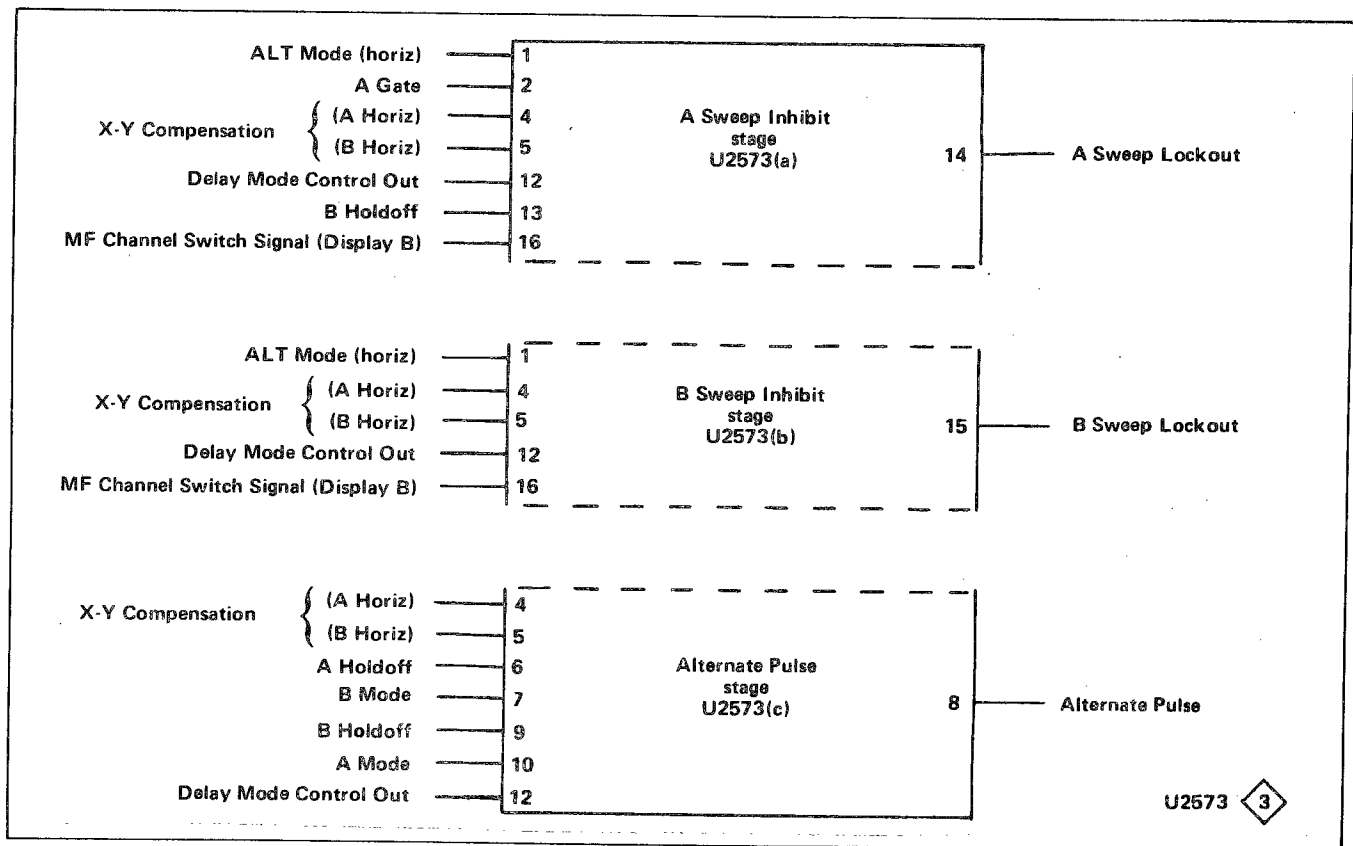 ALT Mode (horiz) 1
A Gate 2
X-Y Compensation (A Horiz) 4
(B Horiz) 5
Delay Mode Control Out 12
B Holdoff 13
MF Channel Switch Signal (Display B) 16
A Sweep Inhibit
stage
U2573(a)
14 A Sweep Lockout
ALT Mode (horiz) 1
X-Y Compensation (A Horiz) 4
(B Horiz) 5
Delay Mode Control Out 12
MF Channel Switch Signal (Display B) 16
B Sweep Inhibit
stage
U2573(b)
15 B Sweep Lockout
X-Y Compensation (A Horiz) 4
(B Horiz) 5
A Holdoff 6
B Mode 7
B Holdoff 9
A Mode 10
Delay Mode Control Out 12
Alternate Pulse
stage
U2573(c)
8 Alternate Pulse
U2573 3